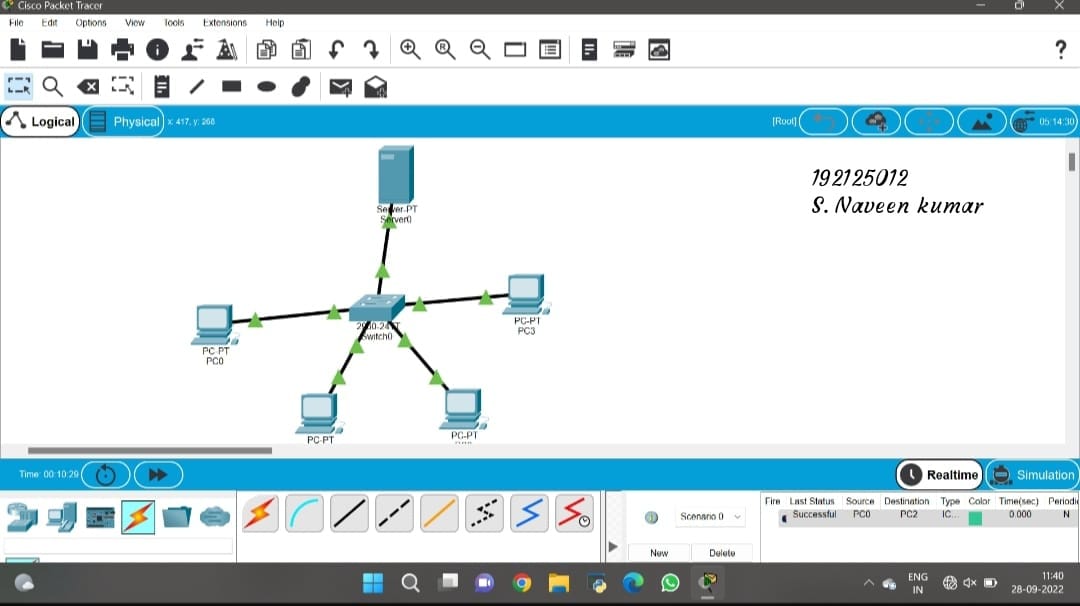 Cisco Packet Tracer
File Edit Options View Tools Extensions Help
?
Logical Physical x: 417, y: 268 [Root] 05:14:30
192125012
S. Naveen kumar
Server-PT
Server0
PC-PT
PC3
Switch0
PC-PT
PC0
PC-PT
PC-PT
Time: 00:10:29 Realtime Simulation
Fire Last Status Source Destination Type Color Time(sec) Periodic
Successful PC0 PC2 IC... 0.000 N
Scenario 0
New Delete
ENG
IN
11:40
28-09-2022